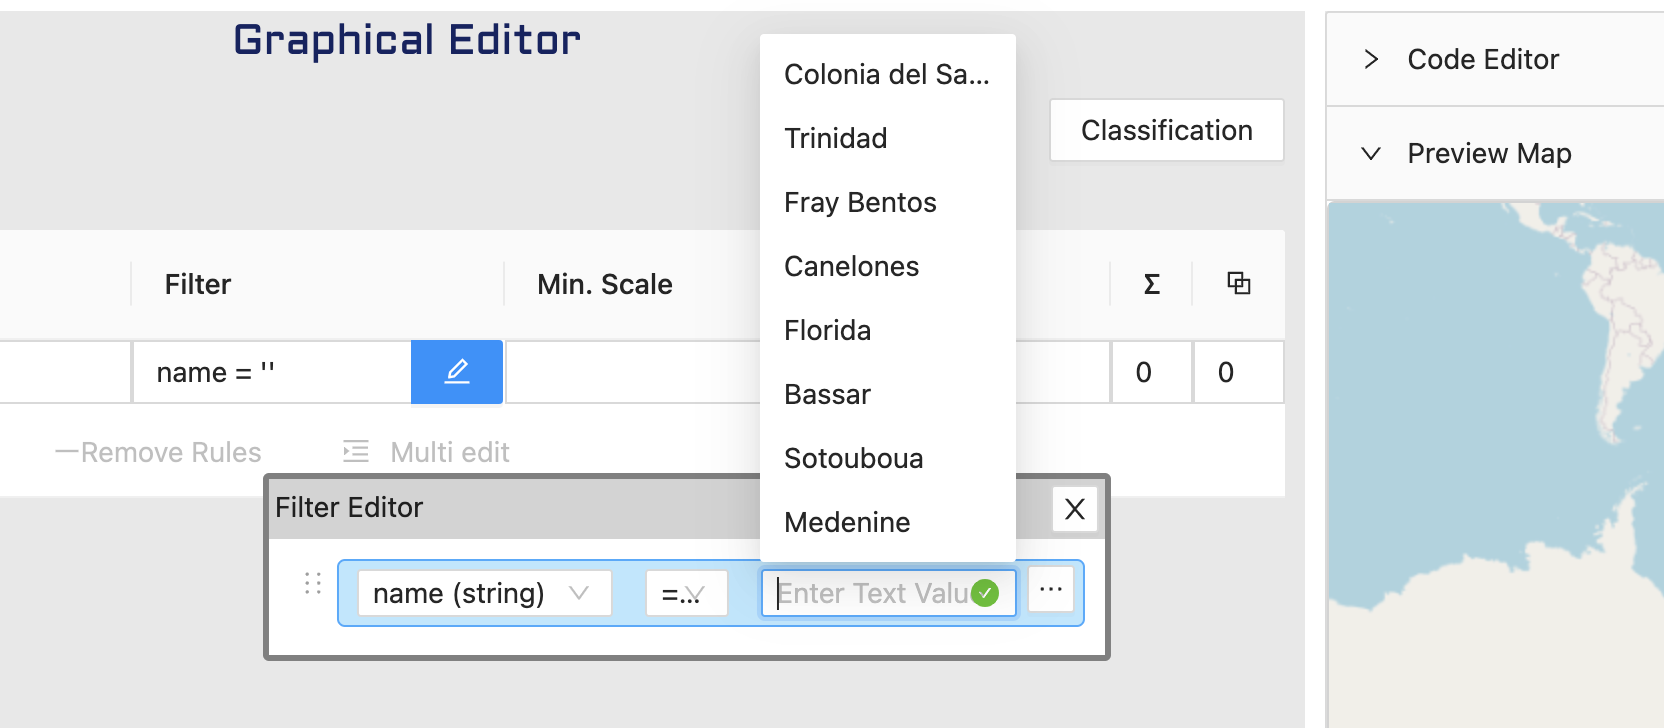 Graphical Editor
Classification
Code Editor
Preview Map
Colonia del Sa...
Trinidad
Fray Bentos
Canelones
Florida
Bassar
Sotouboua
Medenine
Filter
Min. Scale
Σ
name = ''
0
0
Remove Rules
Multi edit
Filter Editor
X
name (string)
=...
Enter Text Valu
...